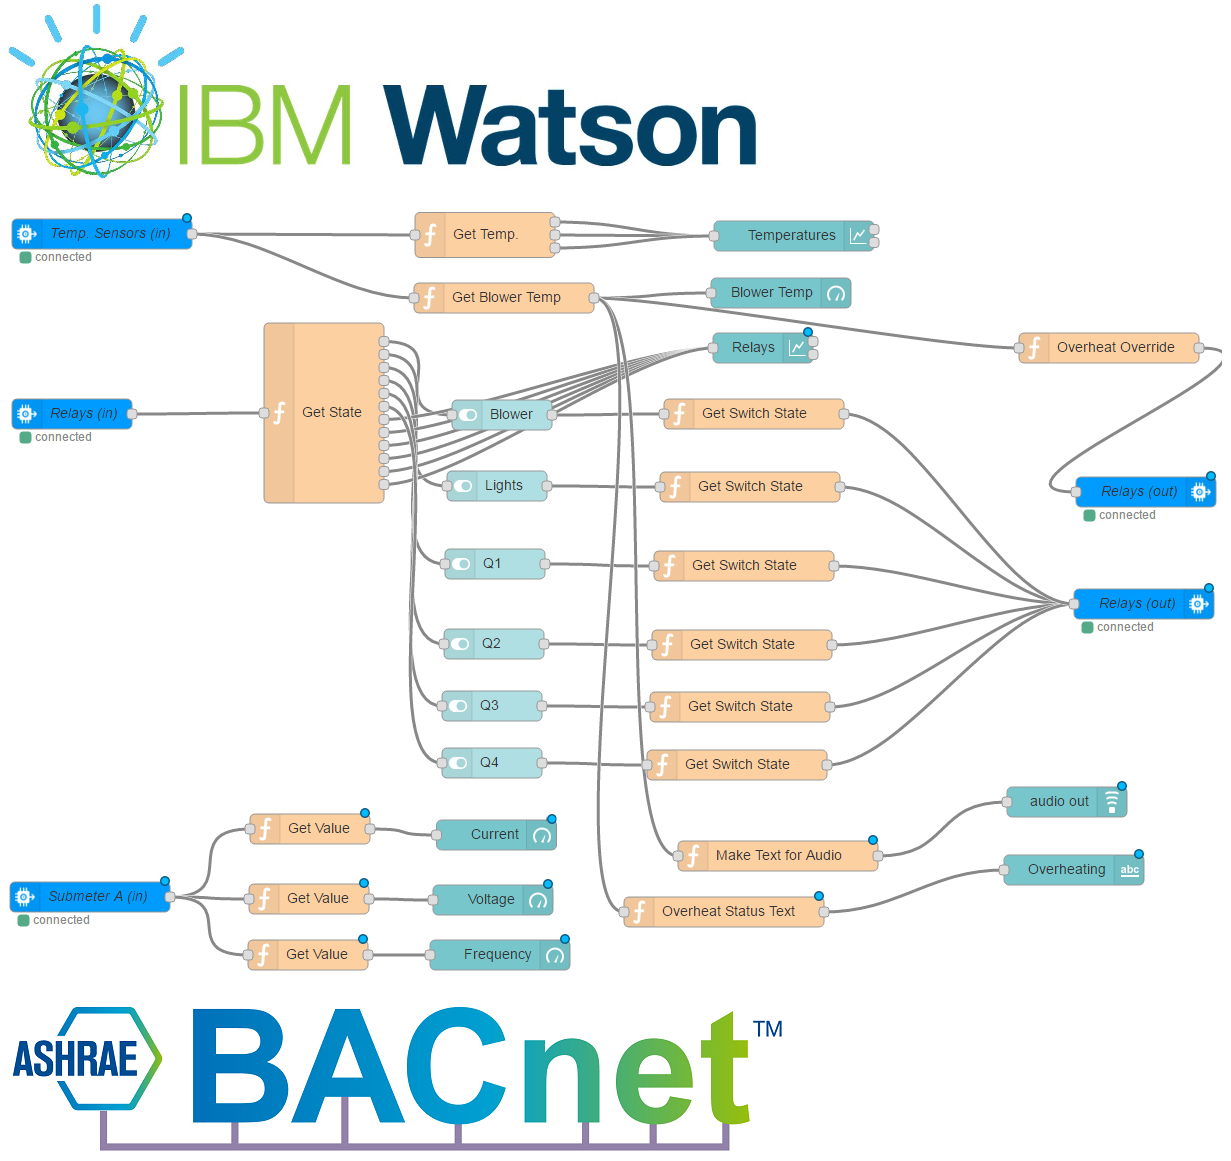 IBM Watson
Temp. Sensors (in)
connected
Get Temp.
Temperatures
Get Blower Temp
Blower Temp
Relays
Overheat Override
Relays (in)
connected
Get State
Blower
Get Switch State
Lights
Get Switch State
Relays (out)
connected
Q1
Get Switch State
Relays (out)
connected
Q2
Get Switch State
Q3
Get Switch State
Q4
Get Switch State
audio out
Get Value
Current
Make Text for Audio
Overheating
abc
Submeter A (in)
connected
Get Value
Voltage
Overheat Status Text
Get Value
Frequency
ASHRAE BACnet™